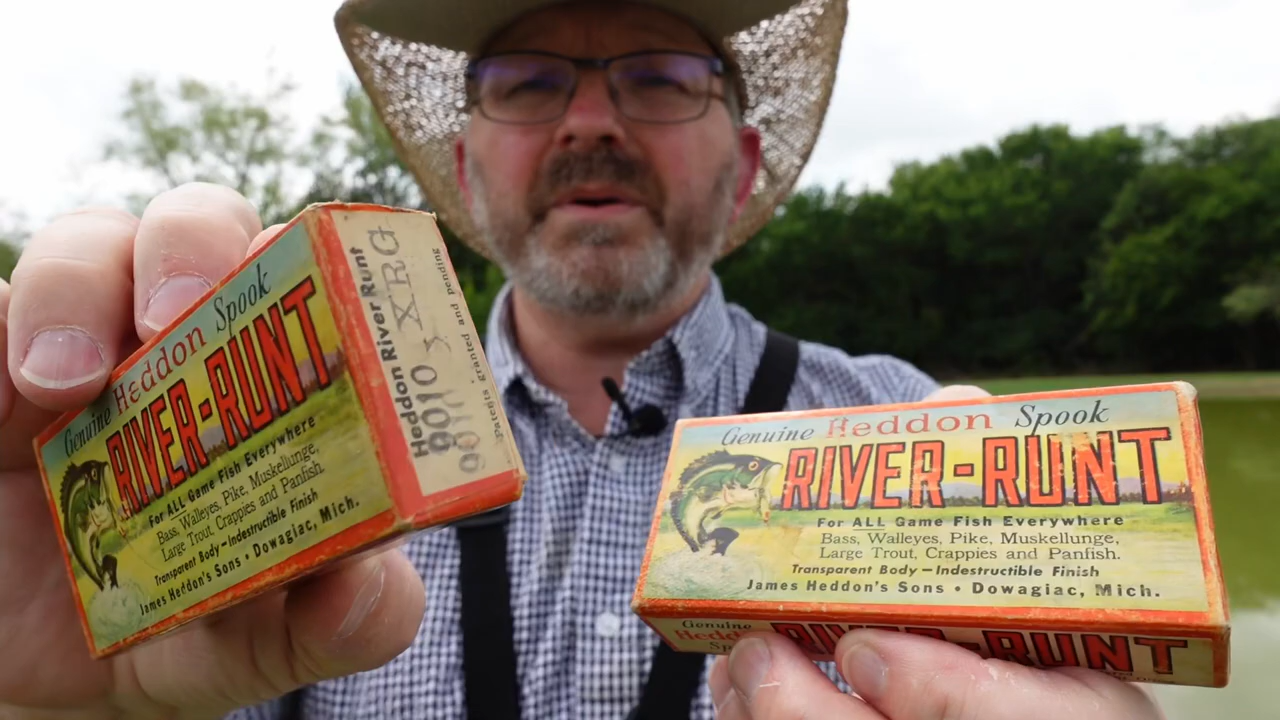 Genuine Heddon Spook
RIVER-RUNT
For ALL Game Fish Everywhere
Bass, Walleyes, Pike, Muskellunge,
Large Trout, Crappies and Panfish.
Transparent Body—Indestructible Finish
James Heddon's Sons • Dowagiac, Mich.
Heddon River Runt
9010 XRG
9010
Patents granted and pending
Genuine Heddon Spook
RIVER-RUNT
For ALL Game Fish Everywhere
Bass, Walleyes, Pike, Muskellunge,
Large Trout, Crappies and Panfish.
Transparent Body—Indestructible Finish
James Heddon's Sons • Dowagiac, Mich.
Genuine
RIVER-RUNT